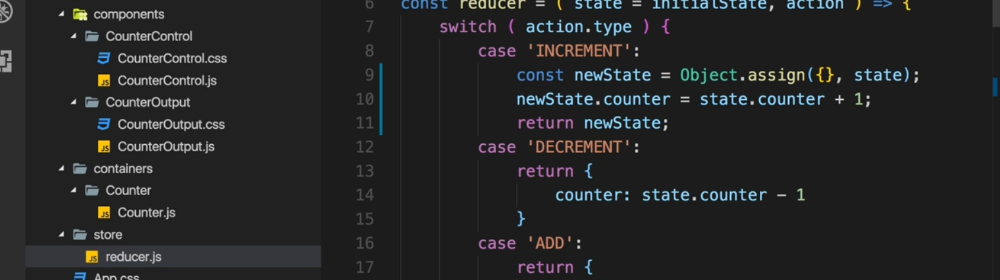 components
CounterControl
CounterControl.css
CounterControl.js
CounterOutput
CounterOutput.css
CounterOutput.js
containers
Counter
Counter.js
store
reducer.js
App.css
6 const reducer = ( state = initialState, action ) => {
7 switch ( action.type ) {
8 case 'INCREMENT':
9 const newState = Object.assign({}, state);
10 newState.counter = state.counter + 1;
11 return newState;
12 case 'DECREMENT':
13 return {
14 counter: state.counter - 1
15 }
16 case 'ADD':
17 return {